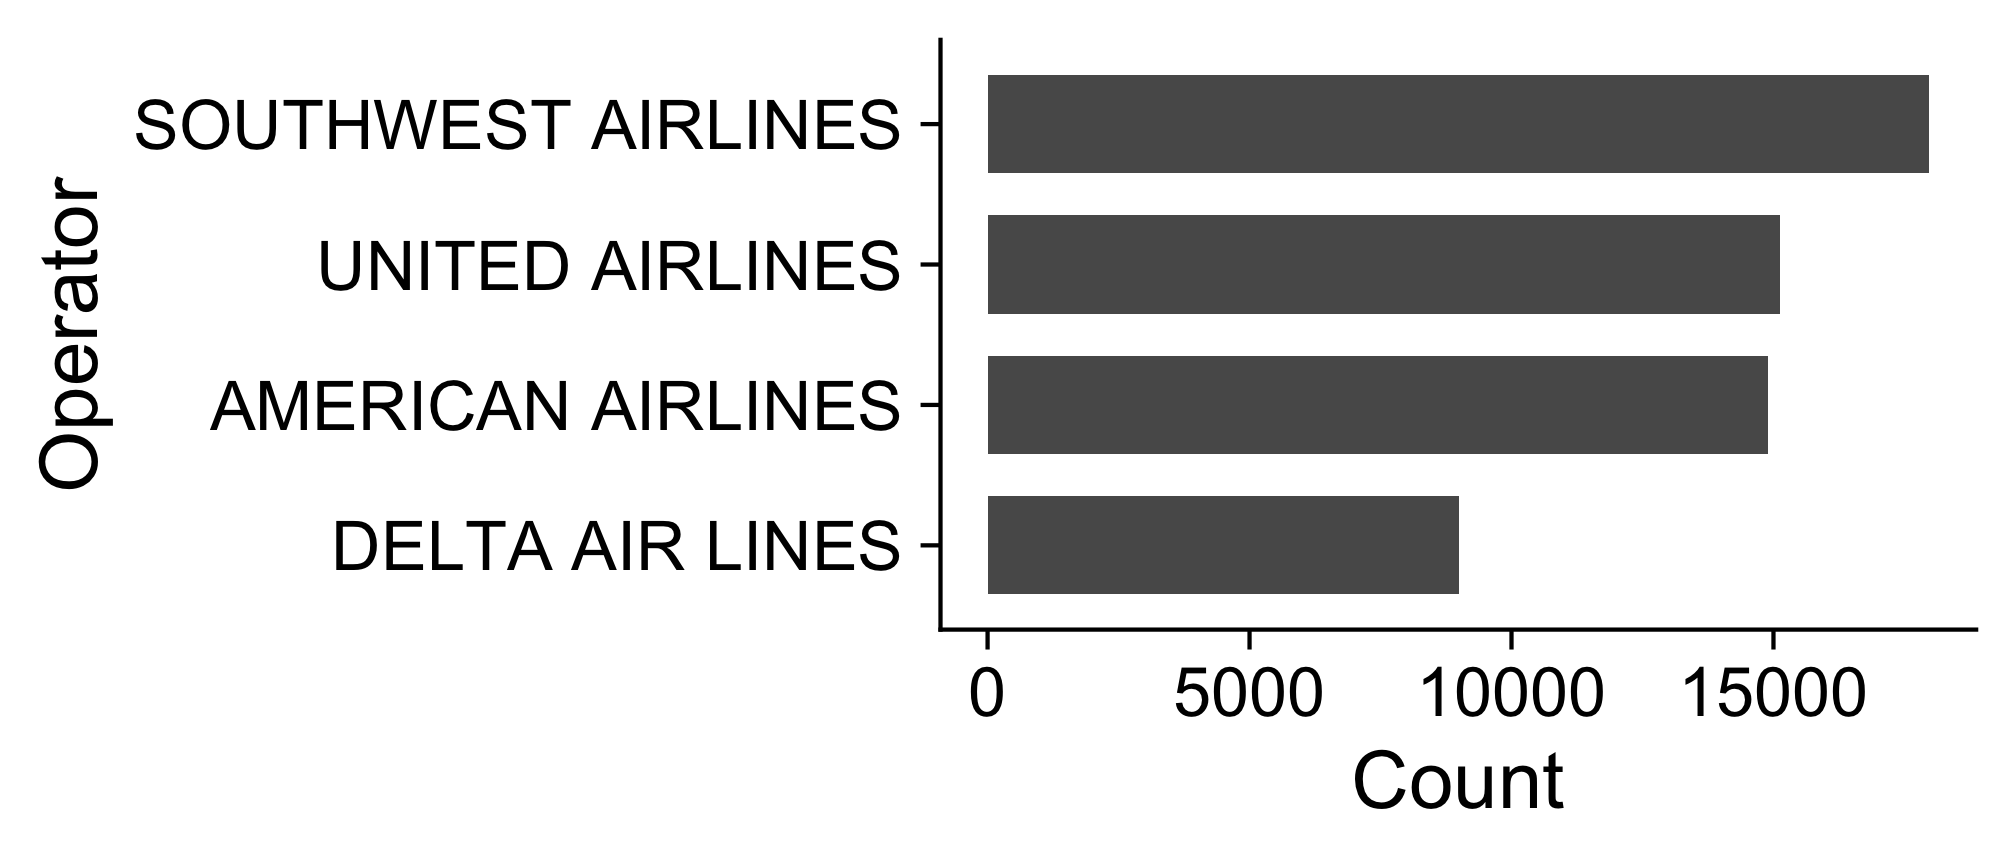 Operator
SOUTHWEST AIRLINES
UNITED AIRLINES
AMERICAN AIRLINES
DELTA AIR LINES
0 5000 10000 15000
Count